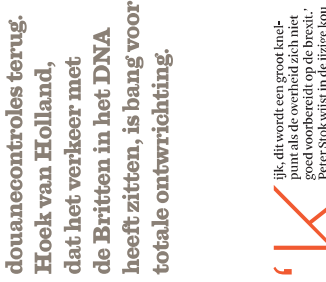 douanecontroles terug.
Hoek van Holland,
dat het verkeer met
de Britten in het DNA
heeft zitten, is bang voor
totale ontwrichting.
‘Kijk, dit wordt een groot knel-
punt als de overheid zich niet
goed voorbereidt op de brexit.’
Peter Stok wijst in de ijzige kou